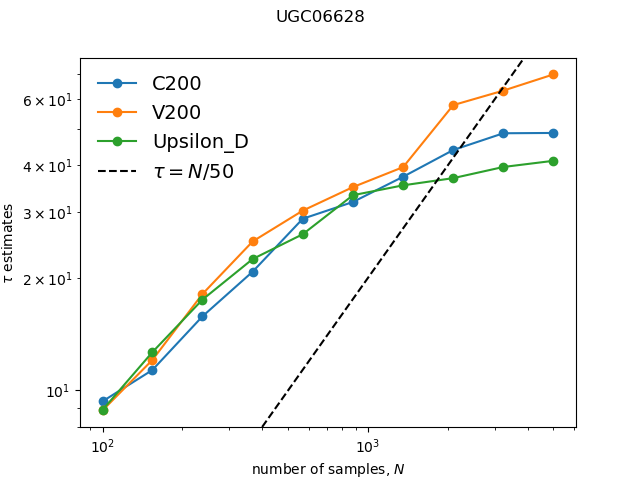 UGC06628
C200
V200
Upsilon_D
τ = N/50
6 × 10¹
4 × 10¹
3 × 10¹
2 × 10¹
10¹
τ estimates
10² 10³
number of samples, N